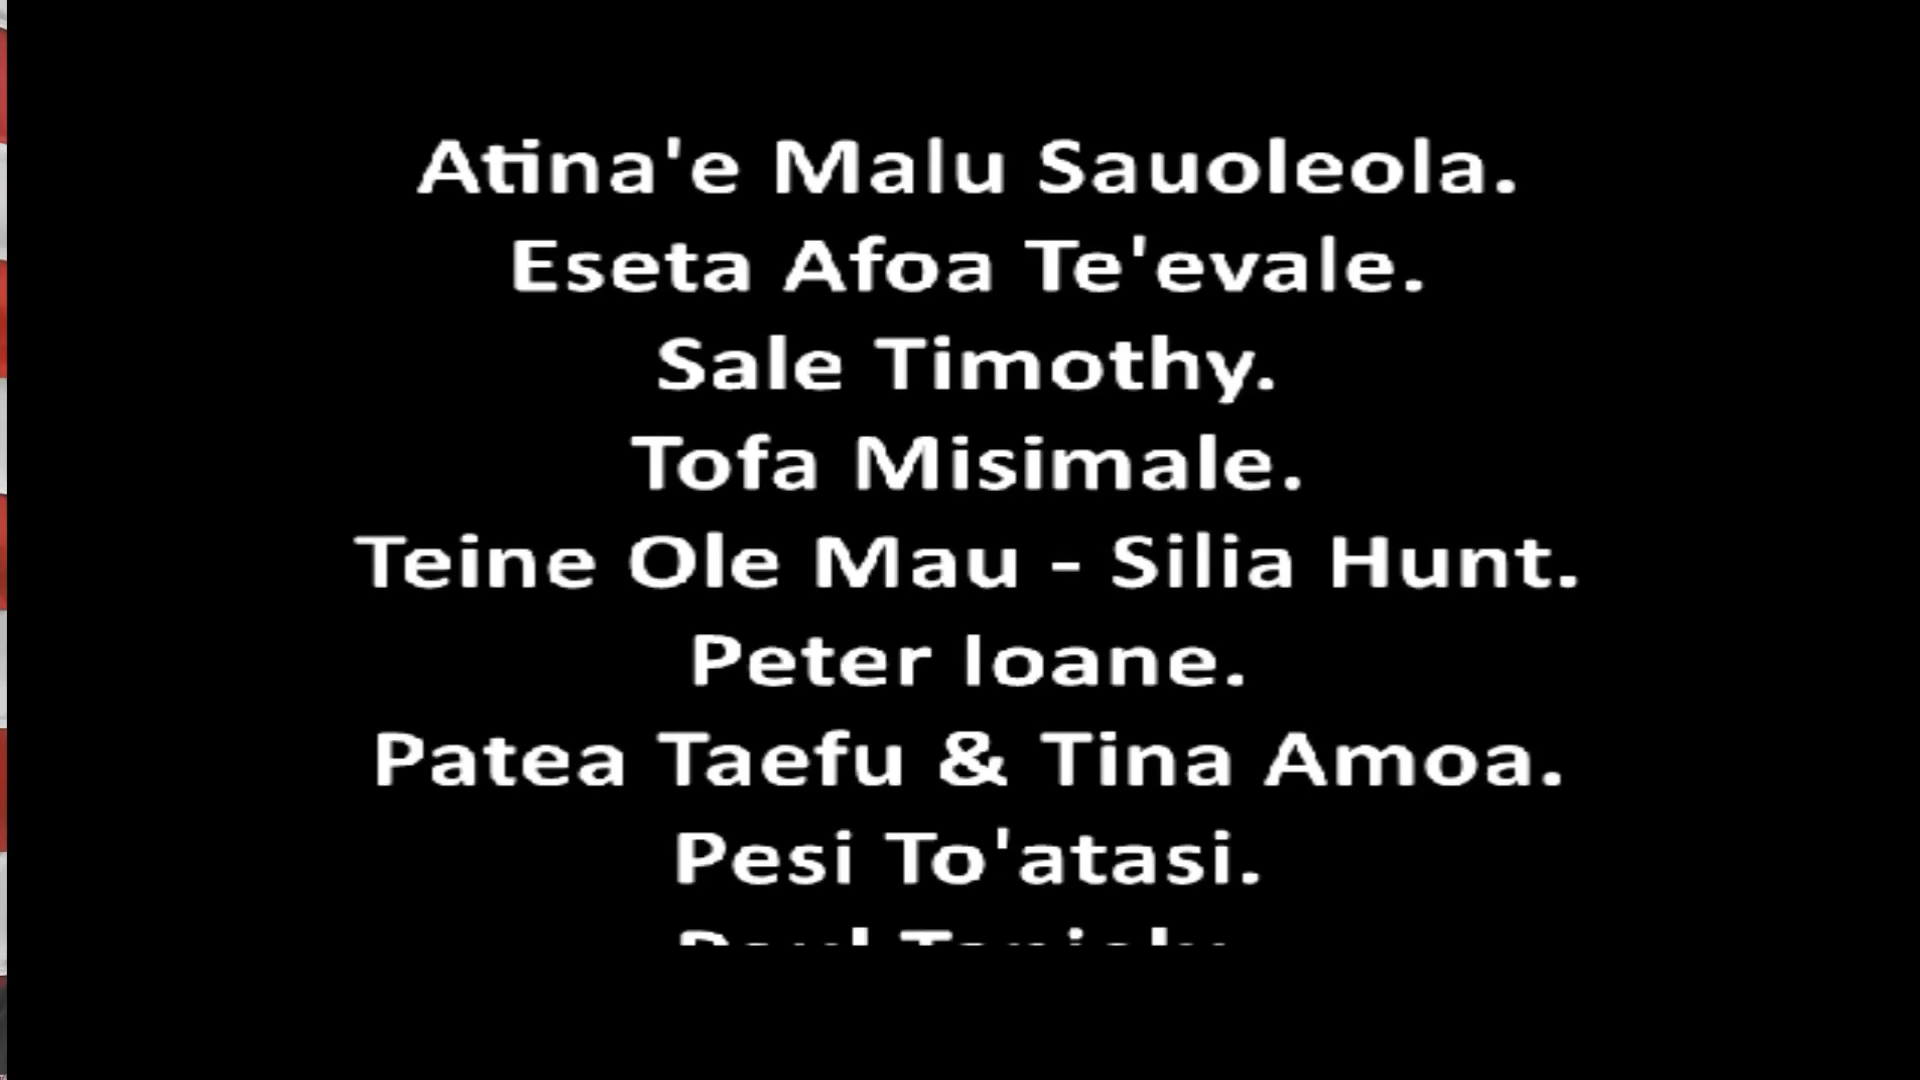 Atina'e Malu Sauoleola.
Eseta Afoa Te'evale.
Sale Timothy.
Tofa Misimale.
Teine Ole Mau - Silia Hunt.
Peter Ioane.
Patea Taefu & Tina Amoa.
Pesi To'atasi.
Paul